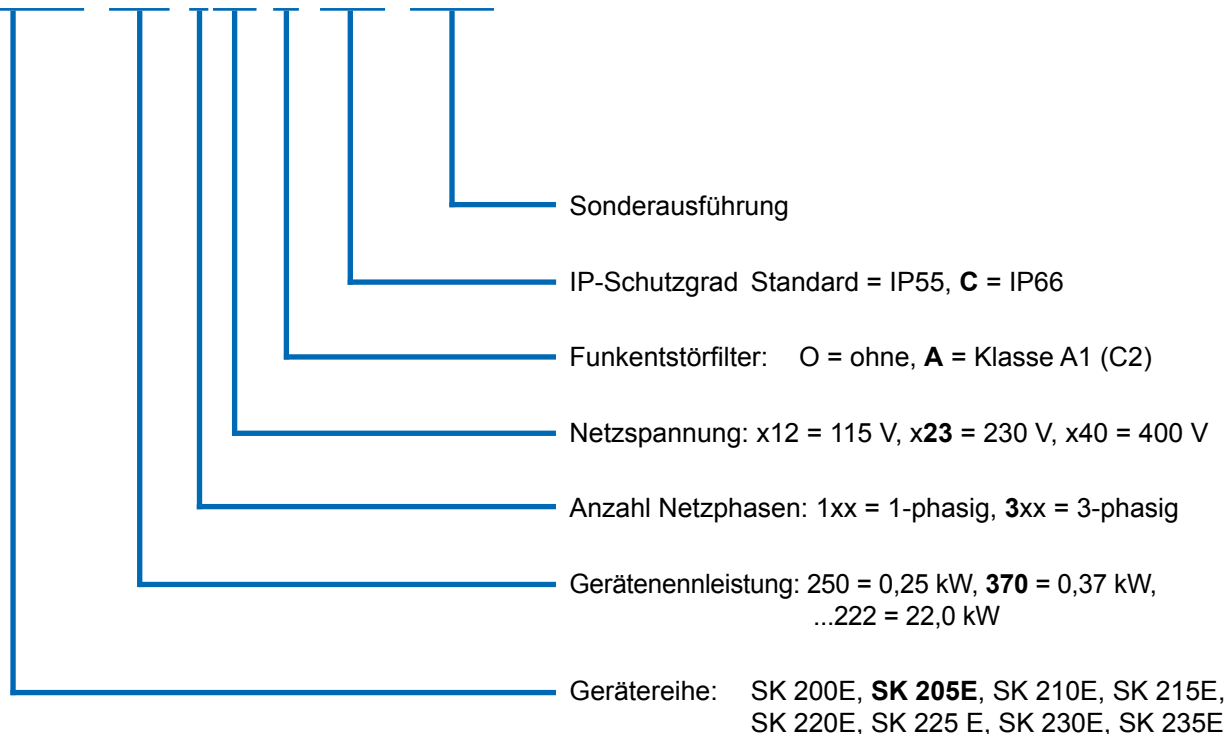 Sonderausführung
IP-Schutzgrad Standard = IP55, C = IP66
Funkentstörfilter: O = ohne, A = Klasse A1 (C2)
Netzspannung: x12 = 115 V, x23 = 230 V, x40 = 400 V
Anzahl Netzphasen: 1xx = 1-phasig, 3xx = 3-phasig
Gerätenennleistung: 250 = 0,25 kW, 370 = 0,37 kW,
...222 = 22,0 kW
Gerätereihe: SK 200E, SK 205E, SK 210E, SK 215E,
SK 220E, SK 225 E, SK 230E, SK 235E